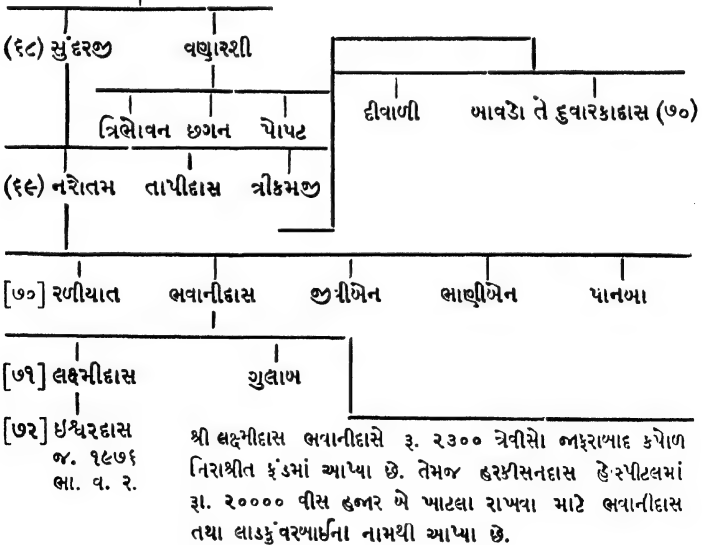 (૬૮) સુંદરજી વણારશી
દીવાળી બાવડો તે દુવારકાદાસ (૭૦)
ત્રિભોવન છગન પોપટ
(૬૯) નરોતમ તાપીદાસ ત્રીકમજી
[૭૦] રળીયાત ભવાનીદાસ જીત્રીબેન ભાણીબેન પાનબા
[૭૧] લક્ષ્મીદાસ ગુલાબ
[૭૨] ઇશ્વરદાસ
જ. ૧૯૭૬
ભા. વ. ૨.
શ્રી લક્ષ્મીદાસ ભવાનીદાસે રૂ. ૨૩૦૦ ત્રેવીસો જાફરાબાદ કપોળ
નિરાશ્રીત ફંડમાં આપ્યા છે. તેમજ હરકીસનદાસ હોસ્પીટલમાં
રૂા. ૨૦૦૦૦ વીસ હજાર બે ખાટલા રાખવા માટે ભવાનીદાસ
તથા લાડકુંવરબાઈના નામથી આપ્યા છે.